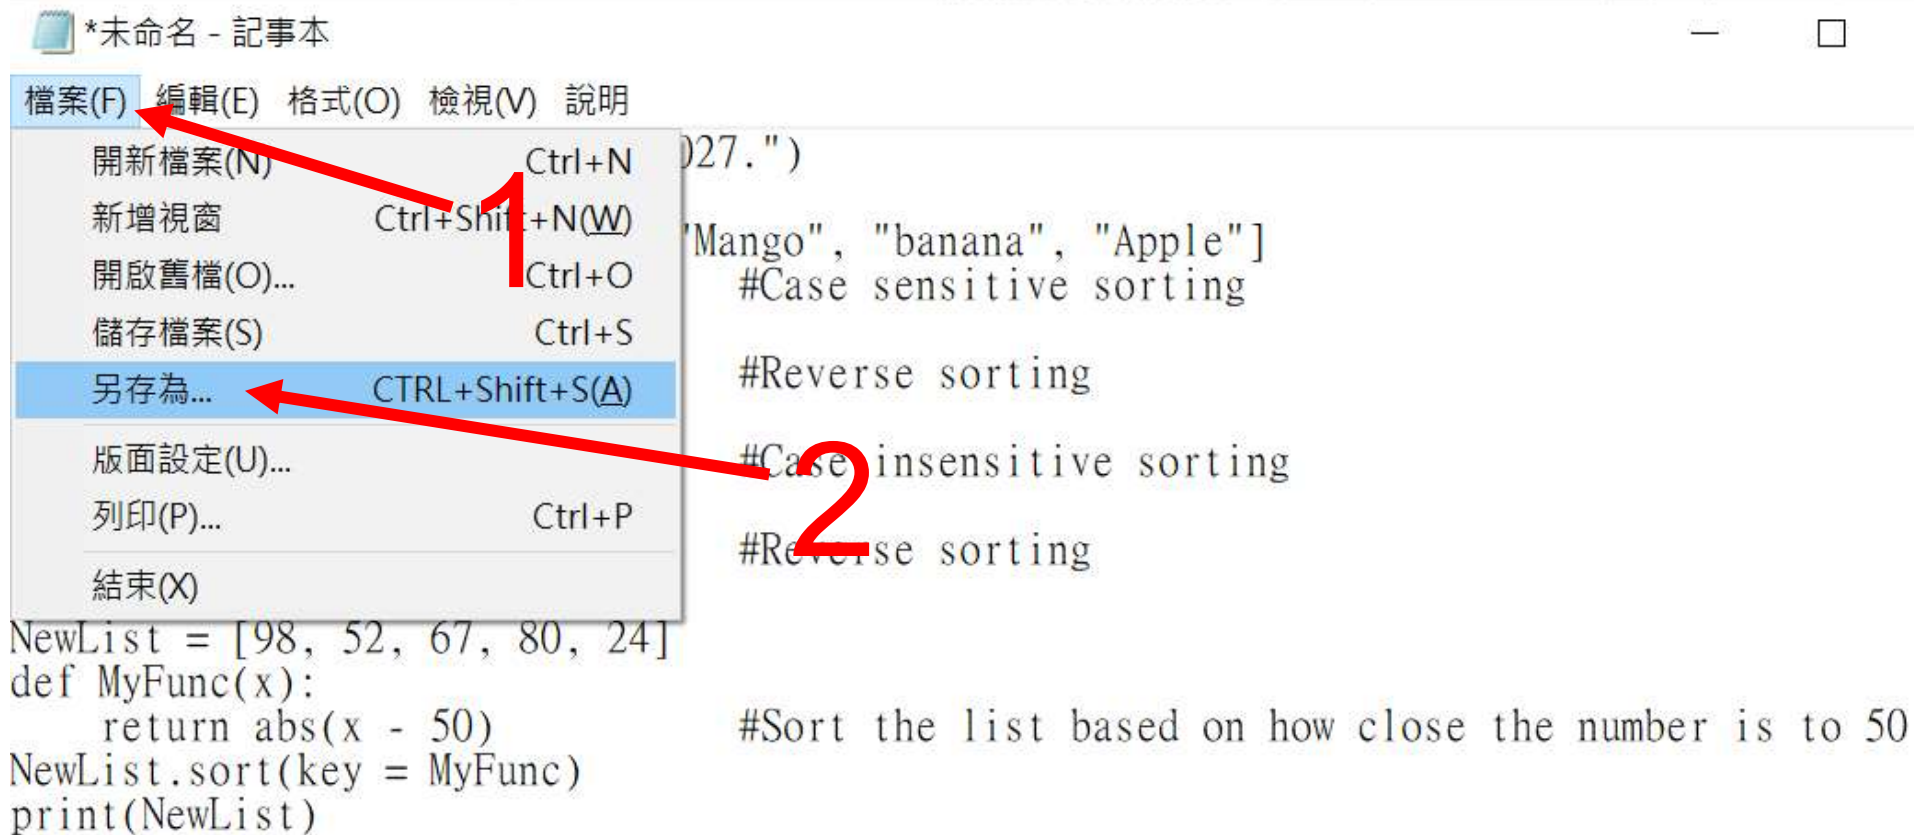 *未命名 - 記事本
檔案(F) 編輯(E) 格式(O) 檢視(V) 說明
開新檔案(N) Ctrl+N
新增視窗 Ctrl+Shift+N(W)
開啟舊檔(O)... Ctrl+O
儲存檔案(S) Ctrl+S
另存為... CTRL+Shift+S(A)
版面設定(U)...
列印(P)... Ctrl+P
結束(X)
1
2
027.")
"Mango", "banana", "Apple"]
#Case sensitive sorting
#Reverse sorting
#Case insensitive sorting
#Reverse sorting
NewList = [98, 52, 67, 80, 24]
def MyFunc(x):
return abs(x - 50) #Sort the list based on how close the number is to 50
NewList.sort(key = MyFunc)
print(NewList)